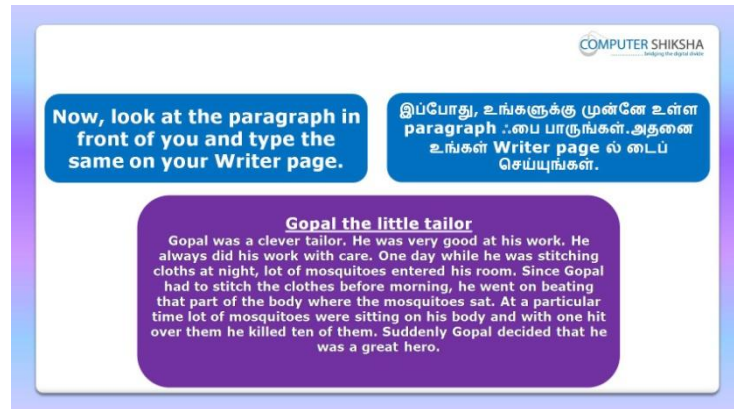 COMPUTER SHIKSHA
Bridging the digital divide
Now, look at the paragraph in
front of you and type the
same on your Writer page.
இப்போது, உங்களுக்கு முன்னே உள்ள
paragraph ஃபை பாருங்கள்.அதனை
உங்கள் Writer page ல் டைப்
செய்யுங்கள்.
Gopal the little tailor
Gopal was a clever tailor. He was very good at his work. He
always did his work with care. One day while he was stitching
cloths at night, lot of mosquitoes entered his room. Since Gopal
had to stitch the clothes before morning, he went on beating
that part of the body where the mosquitoes sat. At a particular
time lot of mosquitoes were sitting on his body and with one hit
over them he killed ten of them. Suddenly Gopal decided that he
was a great hero.